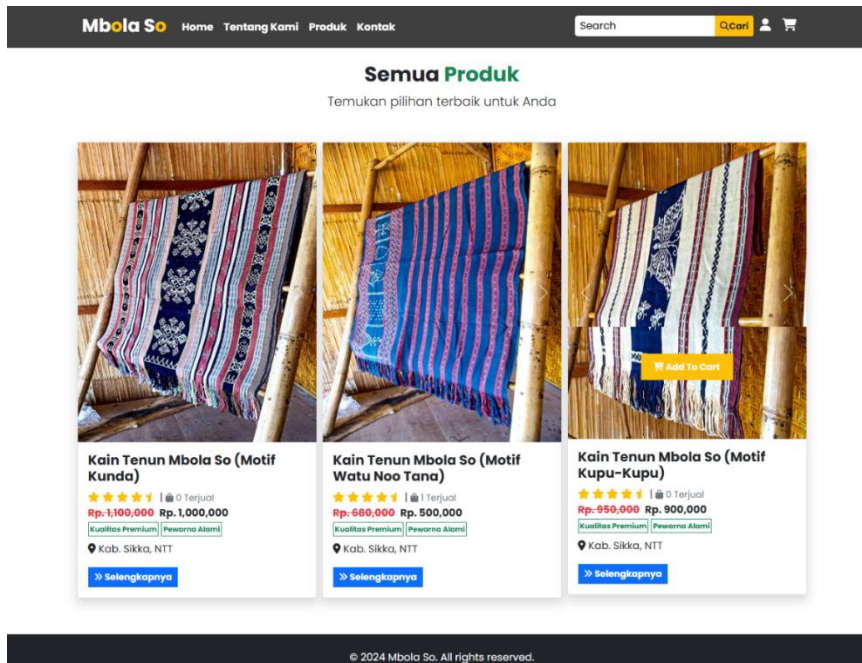 Mbola So Home Tentang Kami Produk Kontak Search Cari
Semua Produk
Temukan pilihan terbaik untuk Anda
Add To Cart
Kain Tenun Mbola So (Motif
Kunda)
| 0 Terjual
Rp. 1,100,000 Rp. 1,000,000
Kualitas Premium Pewarna Alami
Kab. Sikka, NTT
Selengkapnya
Kain Tenun Mbola So (Motif
Watu Noo Tana)
| 1 Terjual
Rp. 680,000 Rp. 500,000
Kualitas Premium Pewarna Alami
Kab. Sikka, NTT
Selengkapnya
Kain Tenun Mbola So (Motif
Kupu-Kupu)
| 0 Terjual
Rp. 950,000 Rp. 900,000
Kualitas Premium Pewarna Alami
Kab. Sikka, NTT
Selengkapnya
© 2024 Mbola So. All rights reserved.